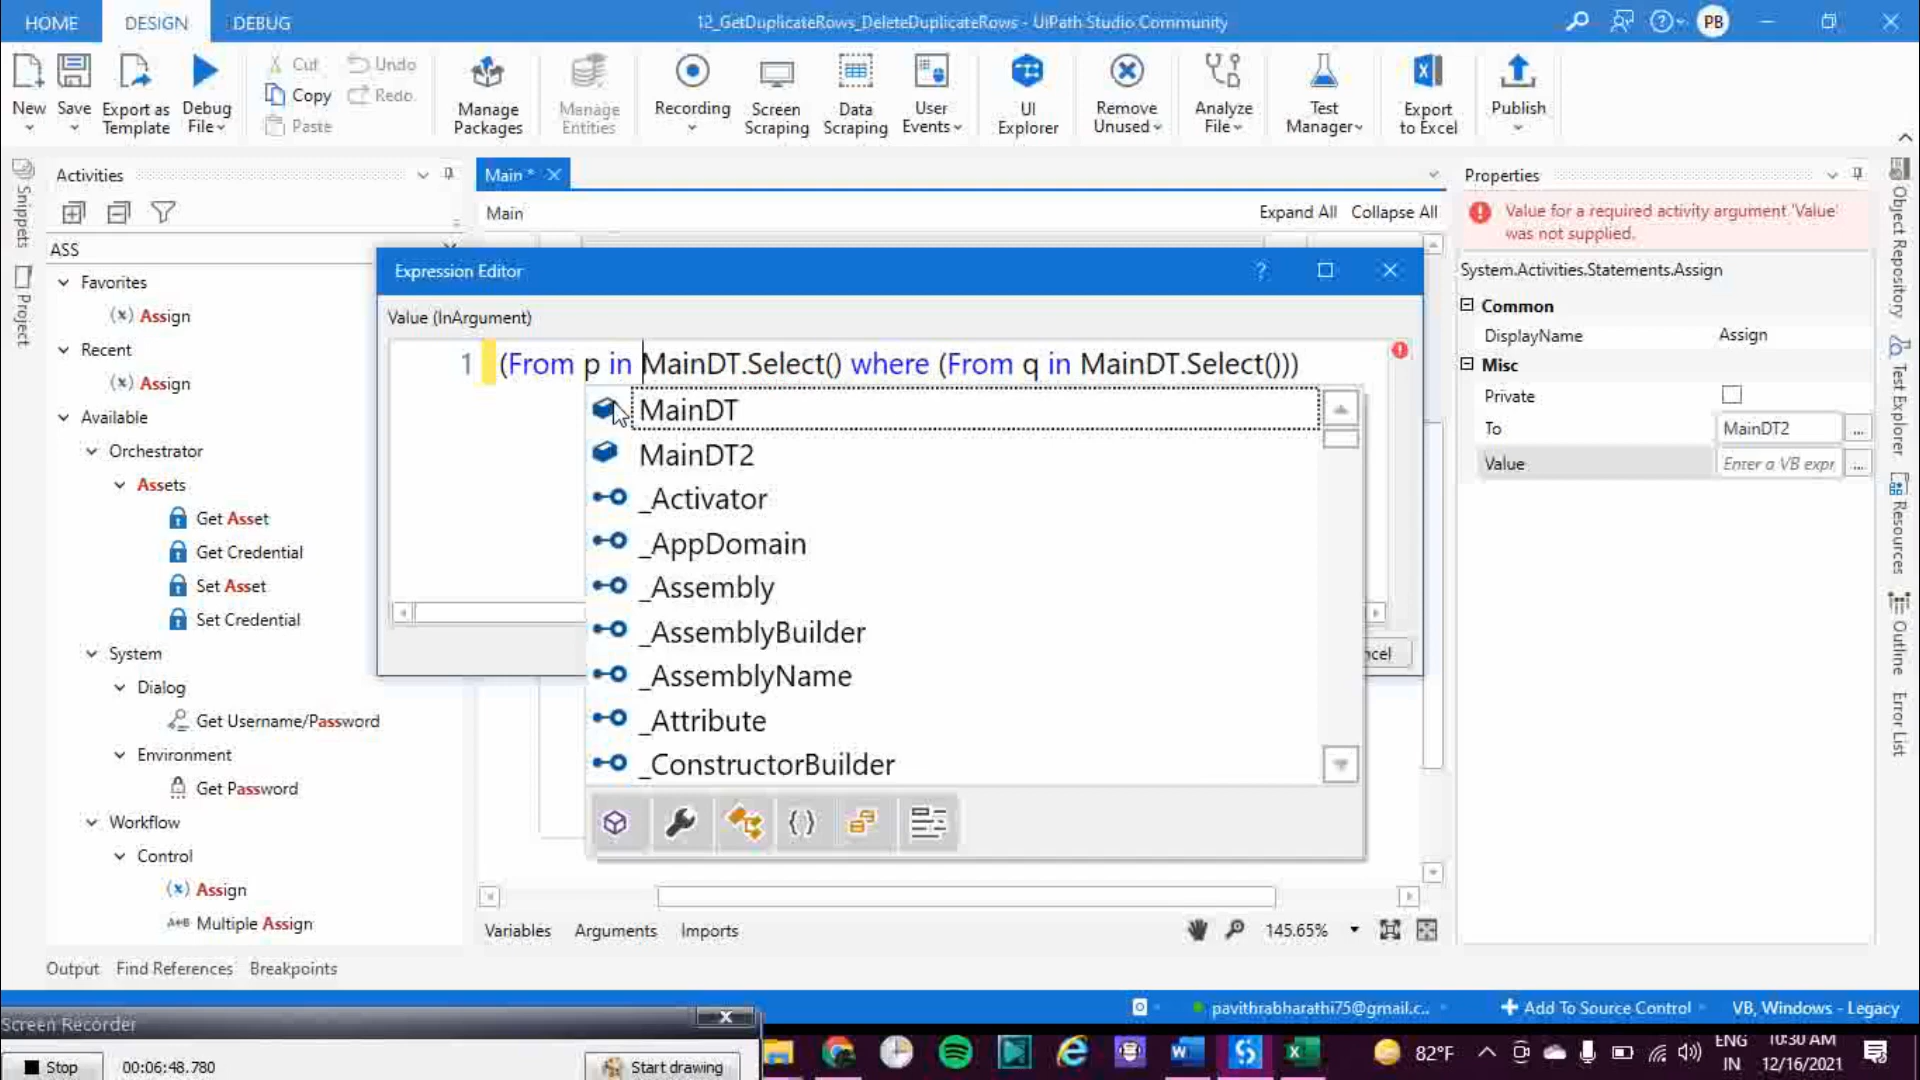 HOME DESIGN DEBUG 12_GetDuplicateRows_DeleteDuplicateRows - UiPath Studio Community PB
New Save Export as Template Debug File Cut Copy Paste Undo Redo Manage Packages Manage Entities Recording Screen Scraping Data Scraping User Events UI Explorer Remove Unused Analyze File Test Manager Export to Excel Publish
Snippets
Project
Activities
ASS
Favorites
(x) Assign
Recent
(x) Assign
Available
Orchestrator
Assets
Get Asset
Get Credential
Set Asset
Set Credential
System
Dialog
Get Username/Password
Environment
Get Password
Workflow
Control
(x) Assign
A+B Multiple Assign
Main *
Main Expand All Collapse All
Expression Editor ?
Value (InArgument)
1 (From p in MainDT.Select() where (From q in MainDT.Select()))
MainDT
MainDT2
_Activator
_AppDomain
_Assembly
_AssemblyBuilder
_AssemblyName
_Attribute
_ConstructorBuilder
Variables Arguments Imports 145.65%
Properties
Value for a required activity argument 'Value'
was not supplied.
System.Activities.Statements.Assign
Common
DisplayName Assign
Misc
Private
To MainDT2 ...
Value Enter a VB expr ...
Object Repository
Test Explorer
Resources
Outline
Error List
Output Find References Breakpoints
pavithrabharathi75@gmail.c... Add To Source Control VB, Windows - Legacy
Screen Recorder
Stop 00:06:48.780 Start drawing
82°F ENG IN 10:30 AM 12/16/2021